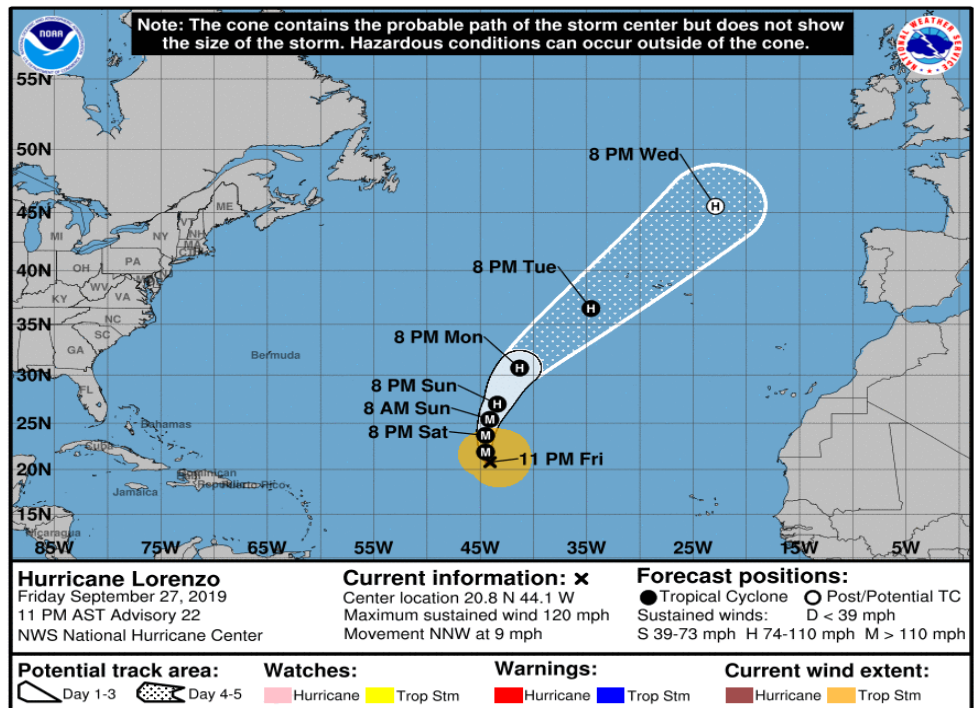 Note: The cone contains the probable path of the storm center but does not show
the size of the storm. Hazardous conditions can occur outside of the cone.
NOAA
NATIONAL WEATHER SERVICE
55N
50N
8 PM Wed
ME
45N
VT
NH
MI
NY
MA
8 PM Tue
40N
PA
OH
WV
KY
VA
35N
NC
8 PM Mon
SC
GA
Bermuda
30N
8 PM Sun
FL
8 AM Sun
25N
Bahamas
8 PM Sat
Cuba
11 PM Fri
20N
Dominican
Republic
Puerto Rico
Jamaica
15N
Nicaragua
85W 75W 65W 55W 45W 35W 25W 15W 5W
H
H
H
H
M
M
M
Hurricane Lorenzo
Friday September 27, 2019
11 PM AST Advisory 22
NWS National Hurricane Center
Current information: x
Center location 20.8 N 44.1 W
Maximum sustained wind 120 mph
Movement NNW at 9 mph
Forecast positions:
Tropical Cyclone Post/Potential TC
Sustained winds: D < 39 mph
S 39-73 mph H 74-110 mph M > 110 mph
Potential track area:
Day 1-3 Day 4-5
Watches:
Hurricane Trop Stm
Warnings:
Hurricane Trop Stm
Current wind extent:
Hurricane Trop Stm